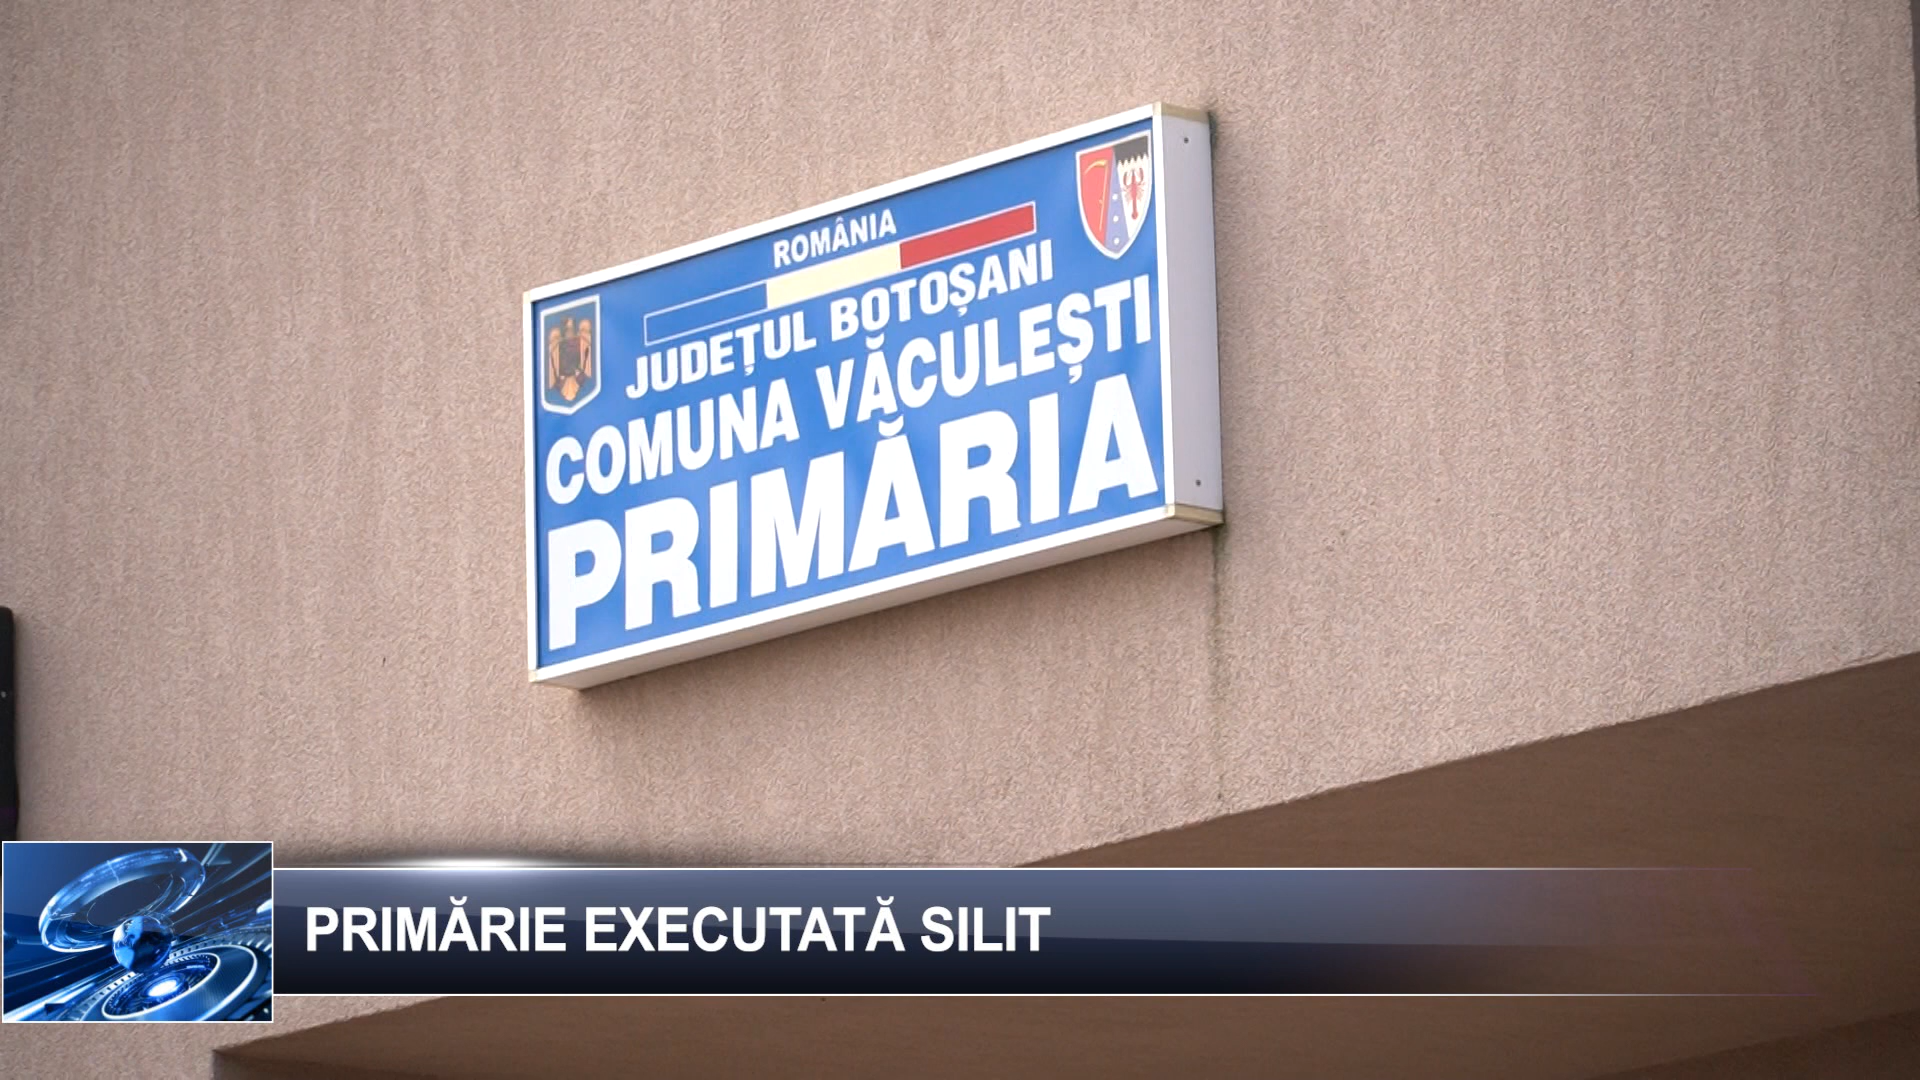 ROMÂNIA
JUDEȚUL BOTOȘANI
COMUNA VĂCULEȘTI
PRIMĂRIA
PRIMĂRIE EXECUTATĂ SILIT